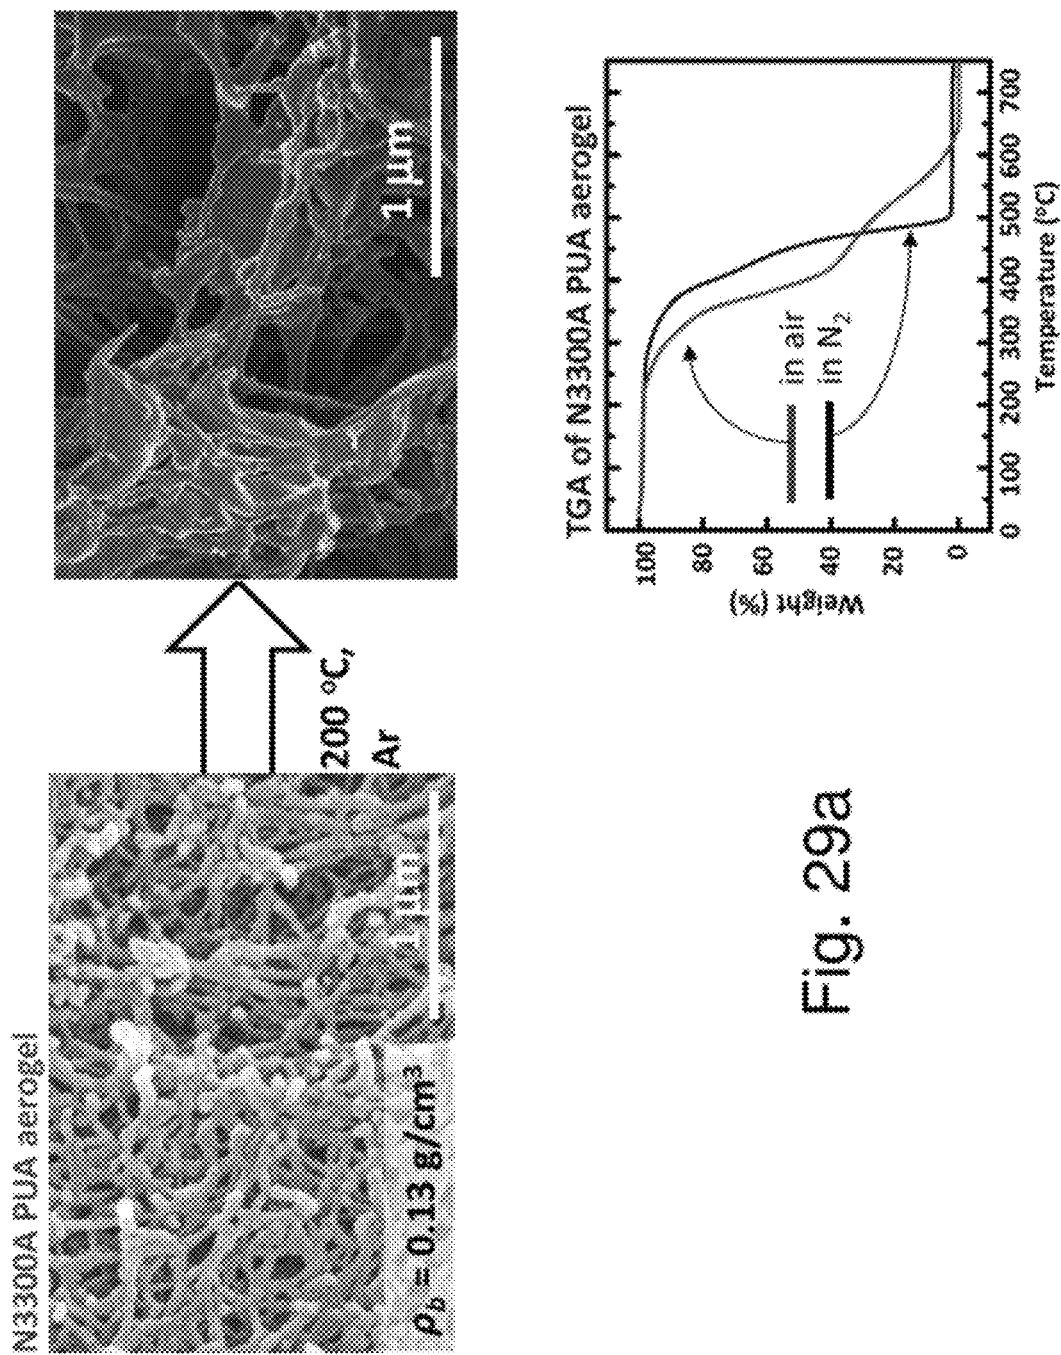 N3300A PUA aerogel
ρb = 0.13 g/cm³
1 μm
200 °C,
Ar
1 μm
TGA of N3300A PUA aerogel
100
80
60
40
20
0
Weight (%)
in air
in N₂
0 100 200 300 400 500 600 700
Temperature (°C)
Fig. 29a